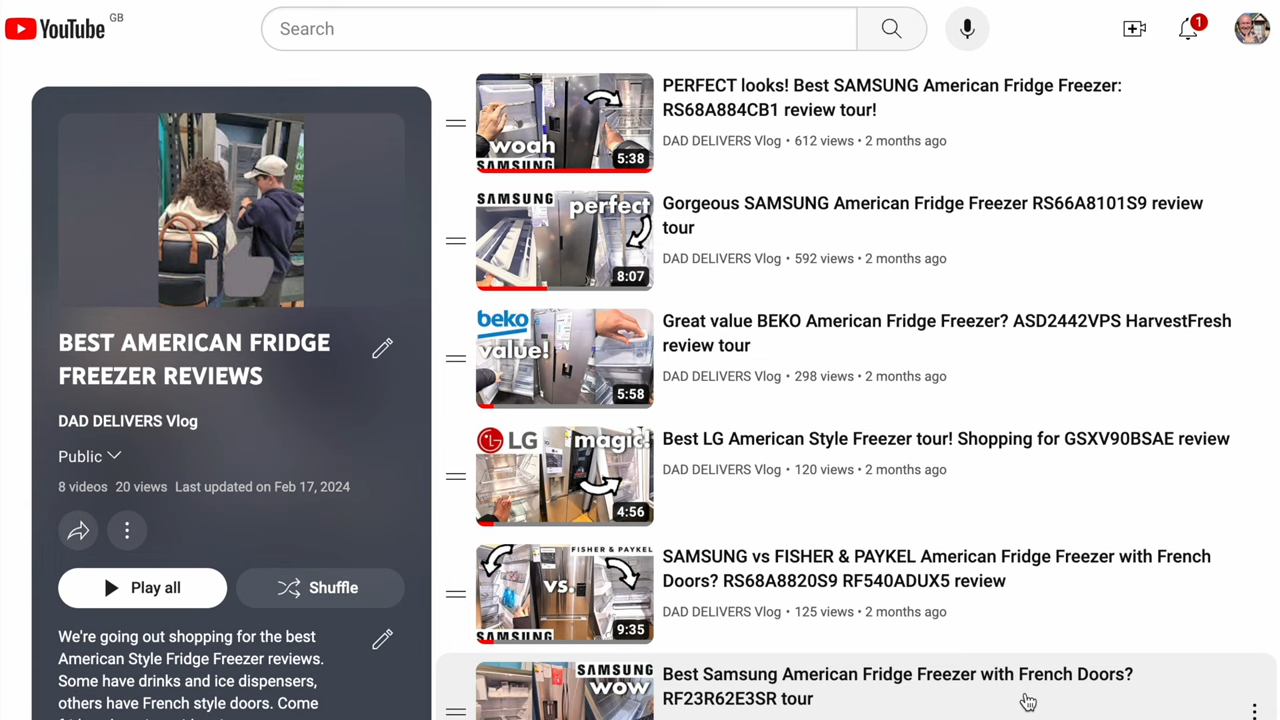 YouTube GB
Search
1
BEST AMERICAN FRIDGE
FREEZER REVIEWS
DAD DELIVERS Vlog
Public
8 videos 20 views Last updated on Feb 17, 2024
Play all
Shuffle
We're going out shopping for the best
American Style Fridge Freezer reviews.
Some have drinks and ice dispensers,
others have French style doors. Come
woah
SAMSUNG
5:38
PERFECT looks! Best SAMSUNG American Fridge Freezer:
RS68A884CB1 review tour!
DAD DELIVERS Vlog • 612 views • 2 months ago
SAMSUNG
perfect
8:07
Gorgeous SAMSUNG American Fridge Freezer RS66A8101S9 review
tour
DAD DELIVERS Vlog • 592 views • 2 months ago
beko
value!
5:58
Great value BEKO American Fridge Freezer? ASD2442VPS HarvestFresh
review tour
DAD DELIVERS Vlog • 298 views • 2 months ago
LG
magic!
4:56
Best LG American Style Freezer tour! Shopping for GSXV90BSAE review
DAD DELIVERS Vlog • 120 views • 2 months ago
FISHER & PAYKEL
vs.
SAMSUNG
9:35
SAMSUNG vs FISHER & PAYKEL American Fridge Freezer with French
Doors? RS68A8820S9 RF540ADUX5 review
DAD DELIVERS Vlog • 125 views • 2 months ago
SAMSUNG
wow
Best Samsung American Fridge Freezer with French Doors?
RF23R62E3SR tour